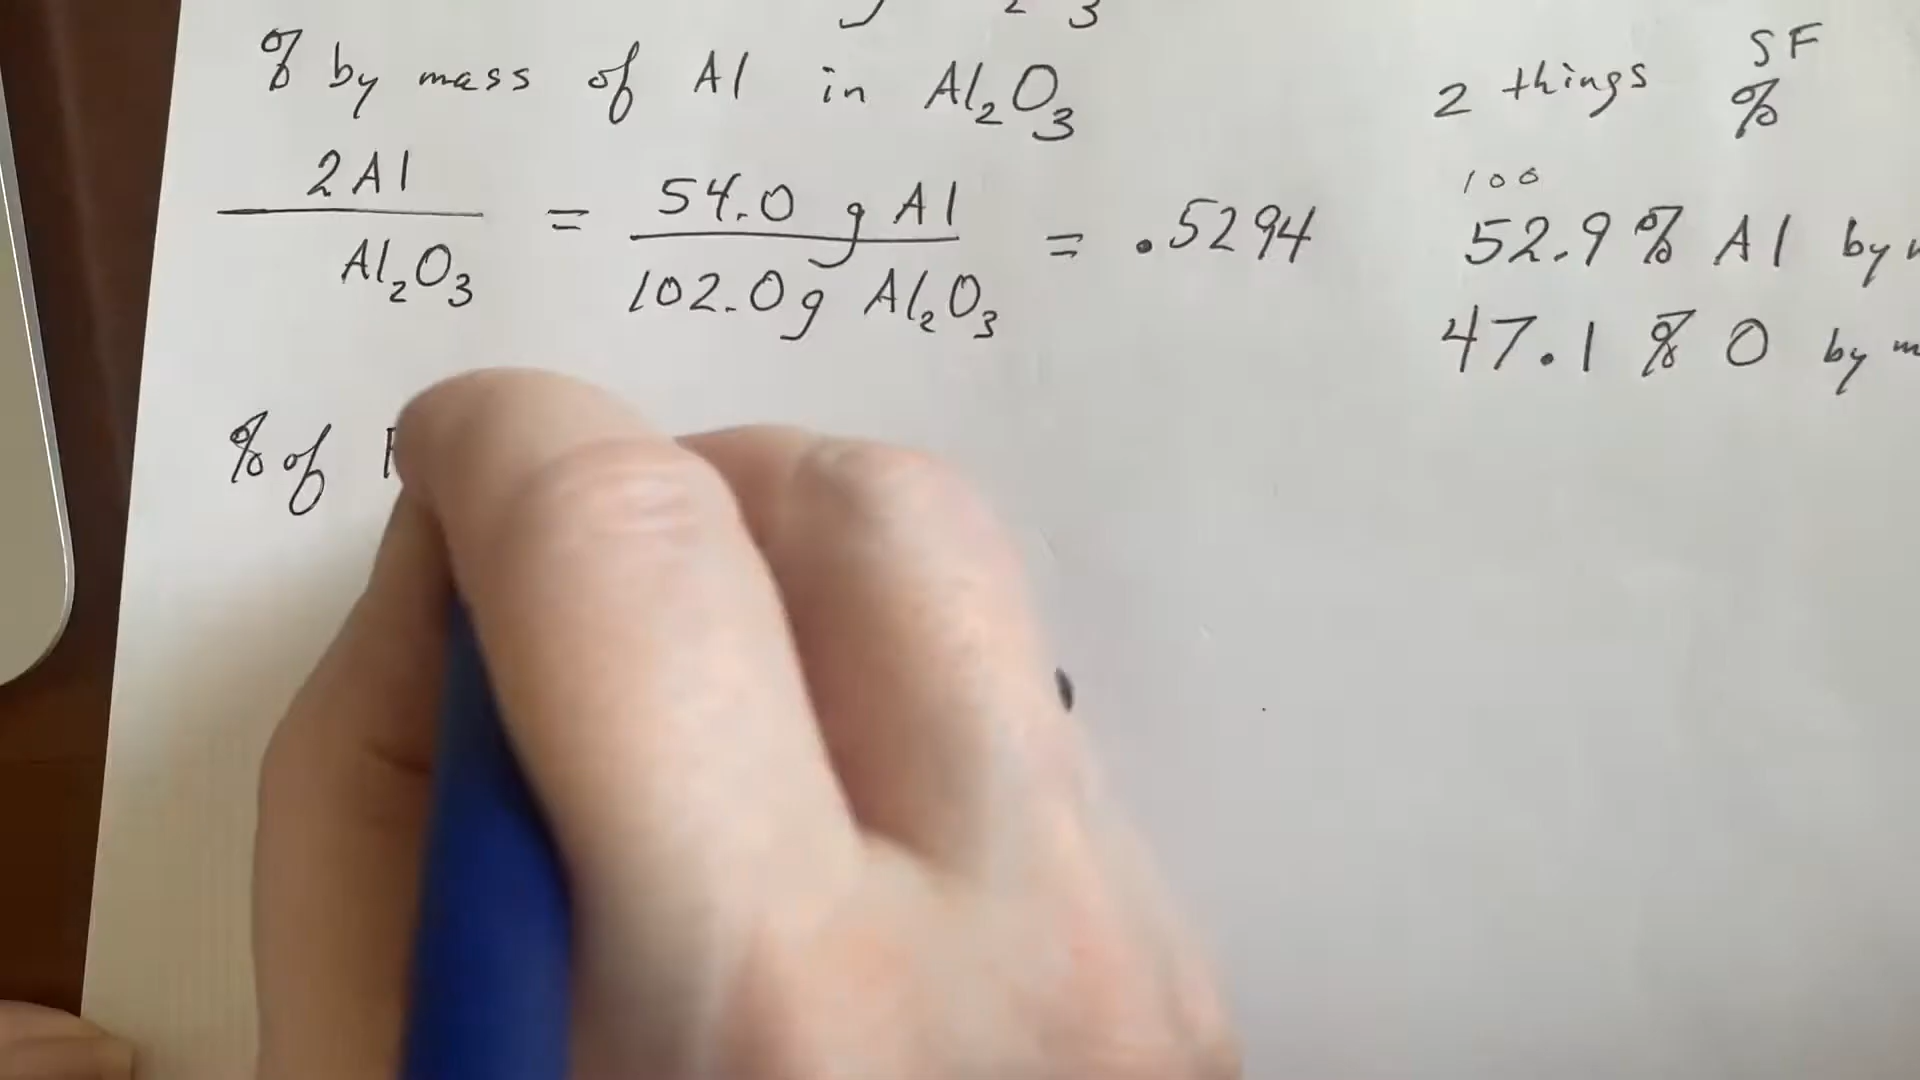 % by mass of Al in Al₂O₃
2Al / Al₂O₃ = 54.0 g Al / 102.0g Al₂O₃ = .5294
% of
2 things SF
%
100
52.9% Al by
47.1% O by